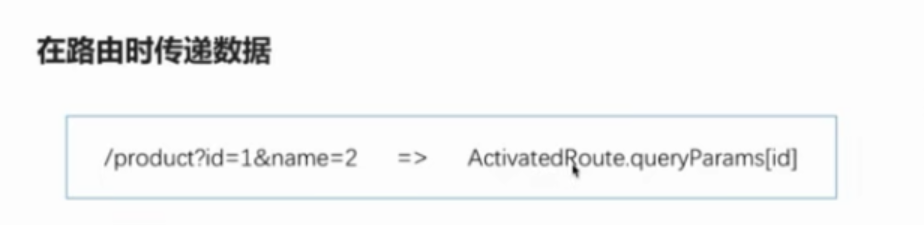 在路由时传递数据
/product?id=1&name=2 => ActivatedRoute.queryParams[id]